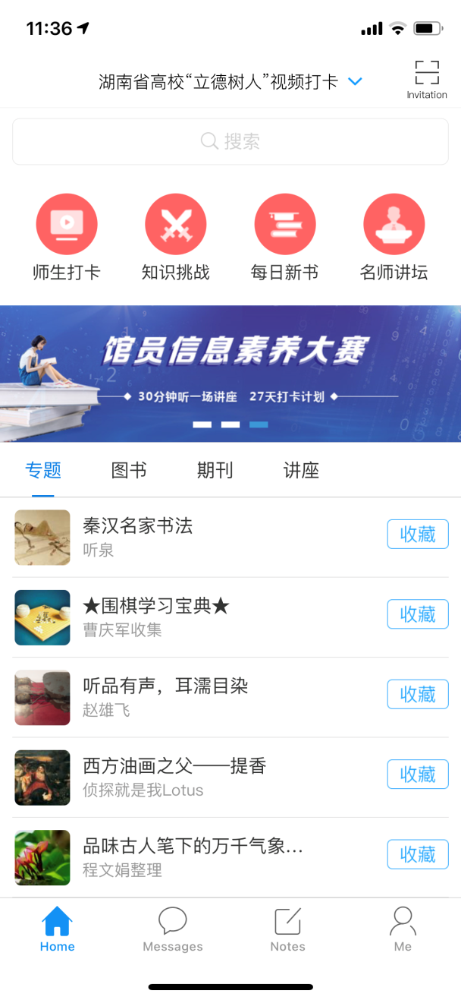 11:36
湖南省高校“立德树人”视频打卡
Invitation
搜索
师生打卡 知识挑战 每日新书 名师讲坛
馆员信息素养大赛
30分钟听一场讲座 27天打卡计划
专题 图书 期刊 讲座
秦汉名家书法
听泉
收藏
★围棋学习宝典★
曹庆军收集
收藏
听品有声，耳濡目染
赵雄飞
收藏
西方油画之父——提香
侦探就是我Lotus
收藏
品味古人笔下的万千气象...
程文娟整理
收藏
Home Messages Notes Me